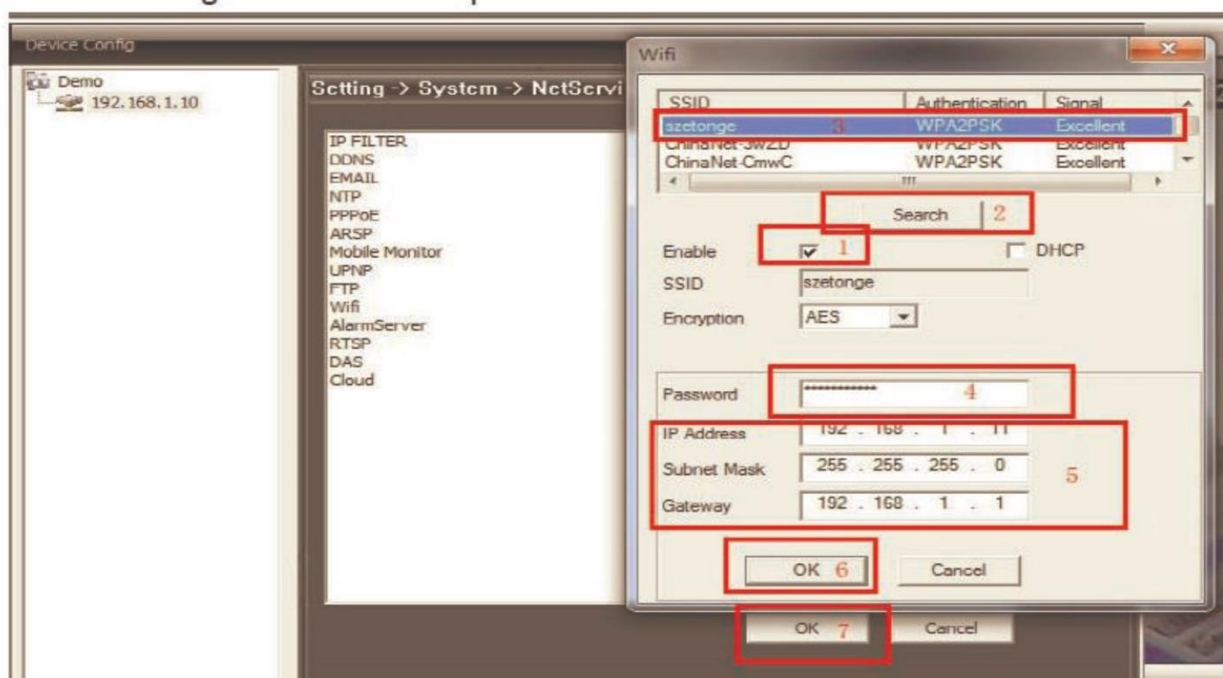 Device Config
Demo
192.168.1.10
Setting -> System -> NetServi
IP FILTER
DDNS
EMAIL
NTP
PPPoE
ARSP
Mobile Monitor
UPNP
FTP
Wifi
AlarmServer
RTSP
DAS
Cloud
Wifi
SSID Authentication Signal
szetonge 3 WPA2PSK Excellent
ChinaNet-3wZD WPA2PSK Excellent
ChinaNet-CmwC WPA2PSK Excellent
Search 2
Enable 1 DHCP
SSID szetonge
Encryption AES
Password *********** 4
IP Address 192 . 168 . 1 . 11
Subnet Mask 255 . 255 . 255 . 0 5
Gateway 192 . 168 . 1 . 1
OK 6 Cancel
OK 7 Cancel